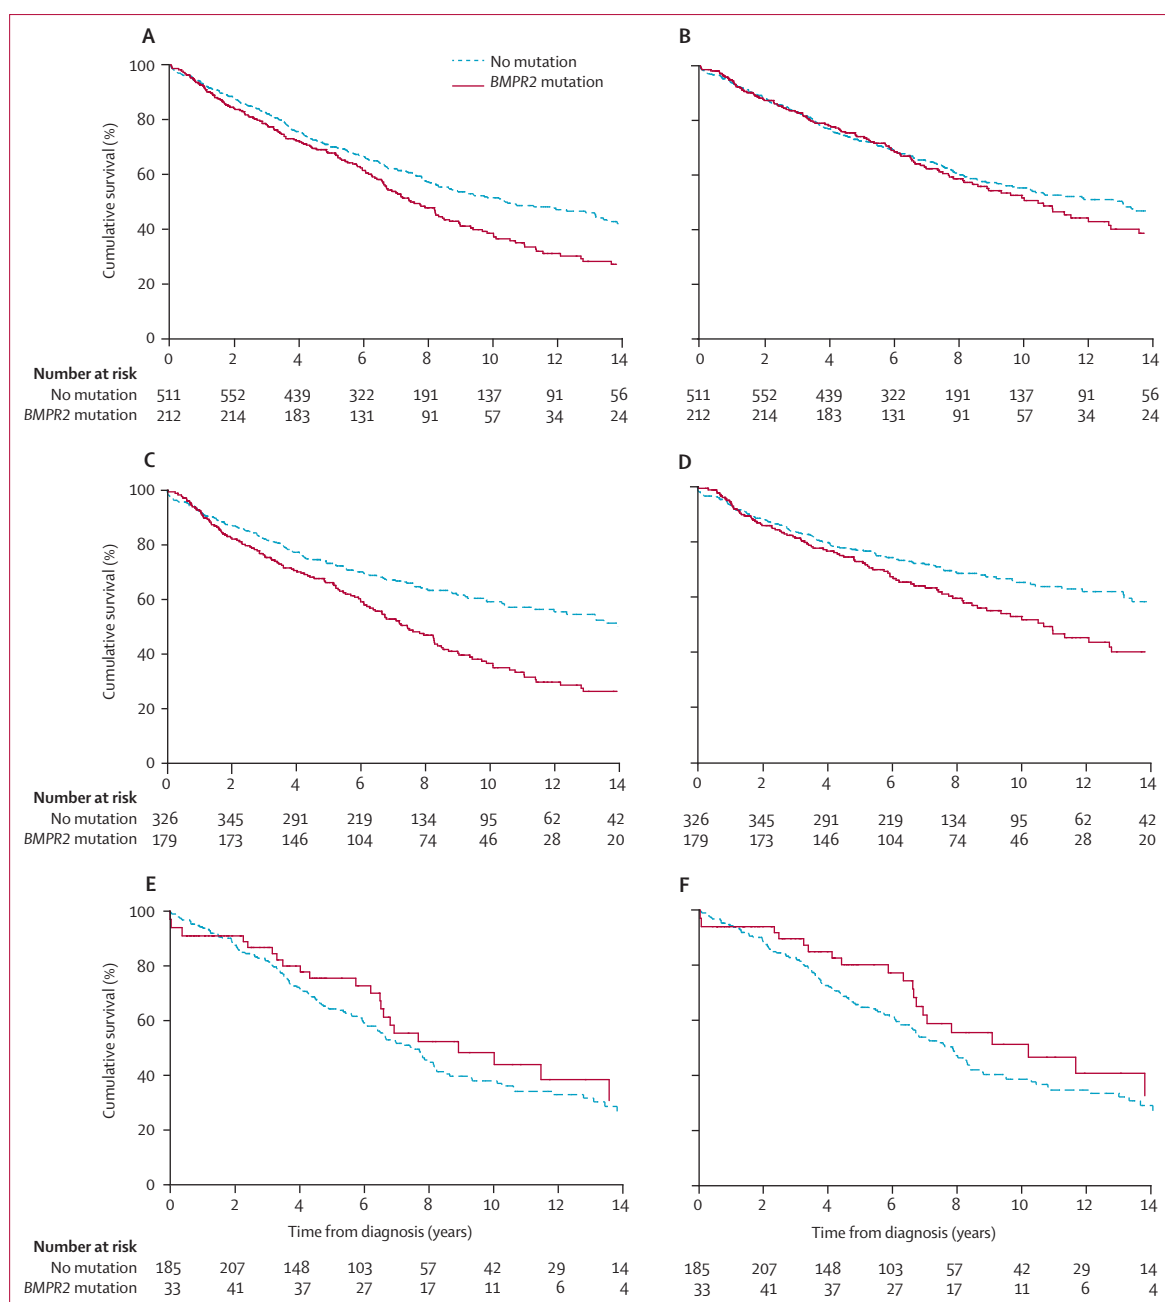 A
No mutation
BMPR2 mutation
Cumulative survival (%)
100
80
60
40
20
0
0 2 4 6 8 10 12 14
Number at risk
No mutation 511 552 439 322 191 137 91 56
BMPR2 mutation 212 214 183 131 91 57 34 24
B
0 2 4 6 8 10 12 14
511 552 439 322 191 137 91 56
212 214 183 131 91 57 34 24
C
Cumulative survival (%)
100
80
60
40
20
0
0 2 4 6 8 10 12 14
Number at risk
No mutation 326 345 291 219 134 95 62 42
BMPR2 mutation 179 173 146 104 74 46 28 20
D
0 2 4 6 8 10 12 14
326 345 291 219 134 95 62 42
179 173 146 104 74 46 28 20
E
Cumulative survival (%)
100
80
60
40
20
0
0 2 4 6 8 10 12 14
Time from diagnosis (years)
Number at risk
No mutation 185 207 148 103 57 42 29 14
BMPR2 mutation 33 41 37 27 17 11 6 4
F
0 2 4 6 8 10 12 14
Time from diagnosis (years)
185 207 148 103 57 42 29 14
33 41 37 27 17 11 6 4